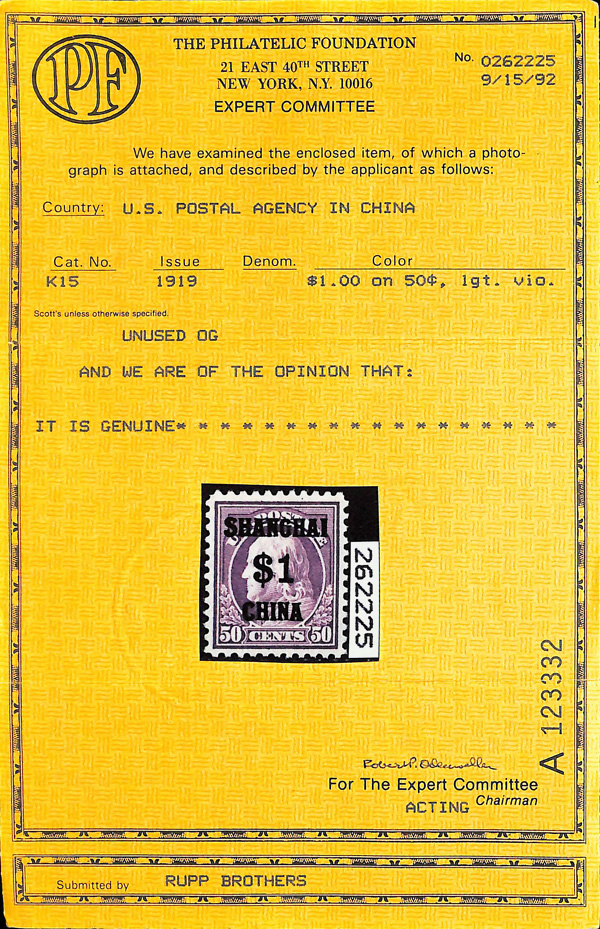 PF
THE PHILATELIC FOUNDATION
21 EAST 40TH STREET
NEW YORK, N.Y. 10016
EXPERT COMMITTEE
No. 0262225
9/15/92
We have examined the enclosed item, of which a photo-
graph is attached, and described by the applicant as follows:
Country: U.S. POSTAL AGENCY IN CHINA
Cat. No. Issue Denom. Color
K15 1919 $1.00 on 50¢, lgt. vio.
Scott's unless otherwise specified.
UNUSED OG
AND WE ARE OF THE OPINION THAT:
IT IS GENUINE* * * * * * * * * * * * * * * * * *
SHANGHAI
$1
CHINA
50 CENTS 50
262225
A 123332
Robert P. Odenweller
For The Expert Committee
ACTING Chairman
Submitted by RUPP BROTHERS